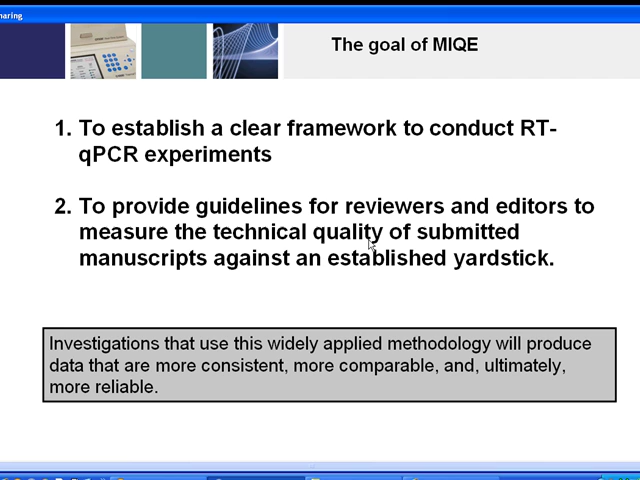 haring
The goal of MIQE
1. To establish a clear framework to conduct RT-
qPCR experiments
2. To provide guidelines for reviewers and editors to
measure the technical quality of submitted
manuscripts against an established yardstick.
Investigations that use this widely applied methodology will produce
data that are more consistent, more comparable, and, ultimately,
more reliable.